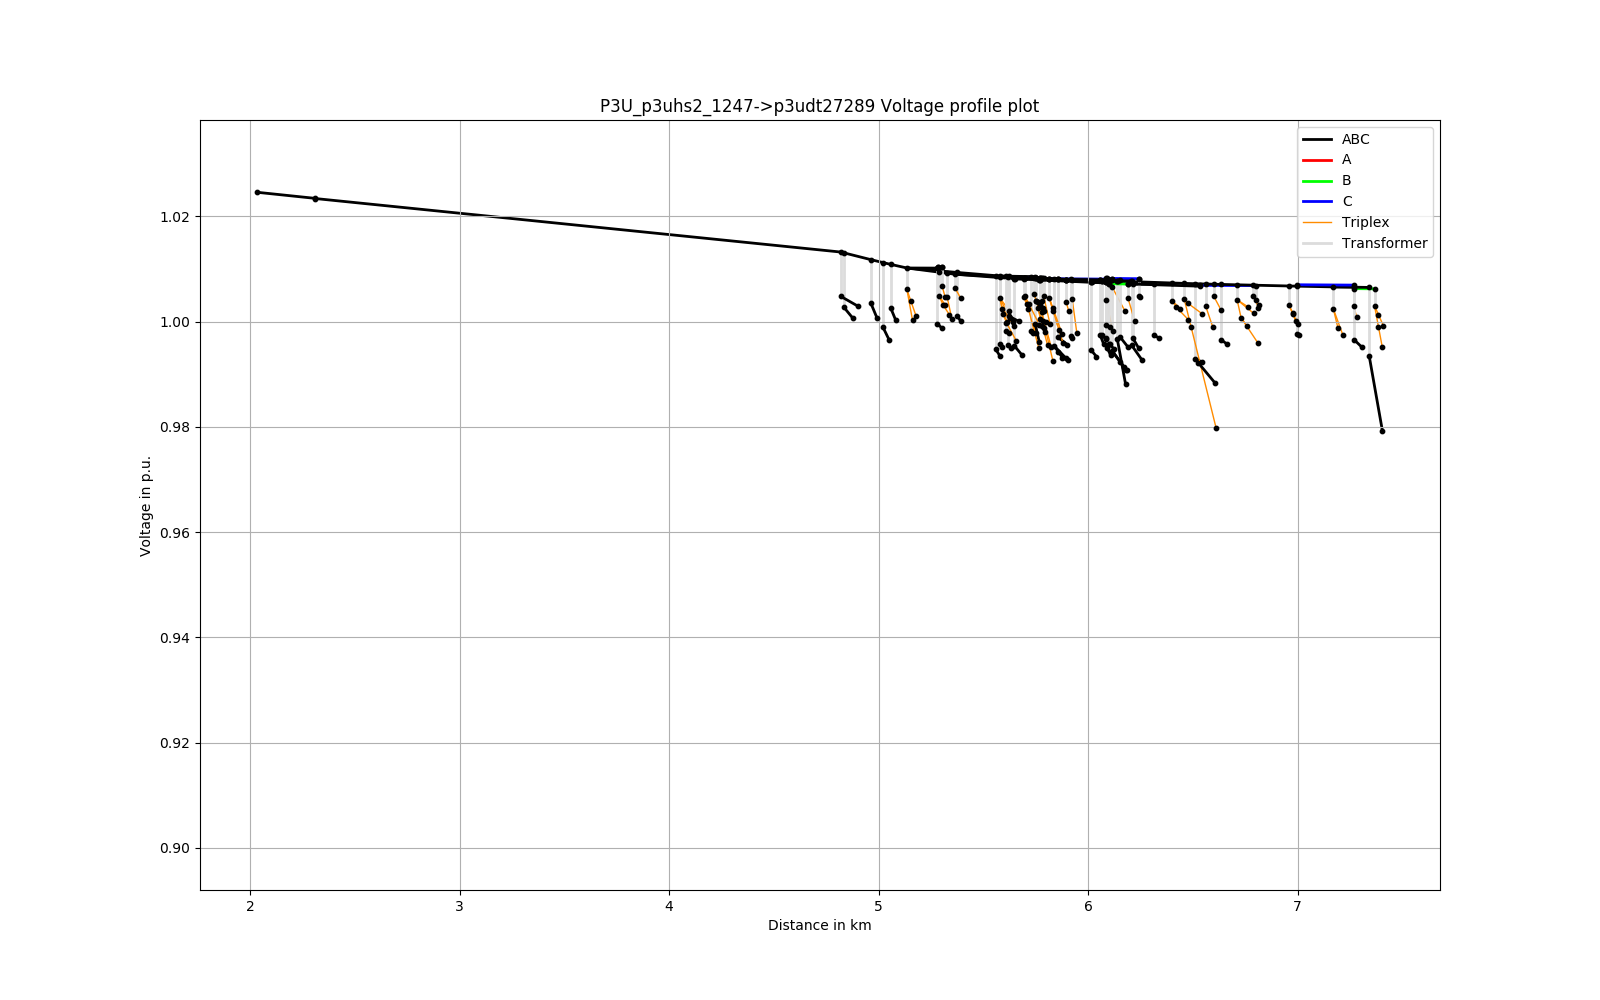 P3U_p3uhs2_1247->p3udt27289 Voltage profile plot
ABC
A
B
C
Triplex
Transformer
1.02
1.00
0.98
0.96
0.94
0.92
0.90
Voltage in p.u.
2 3 4 5 6 7
Distance in km